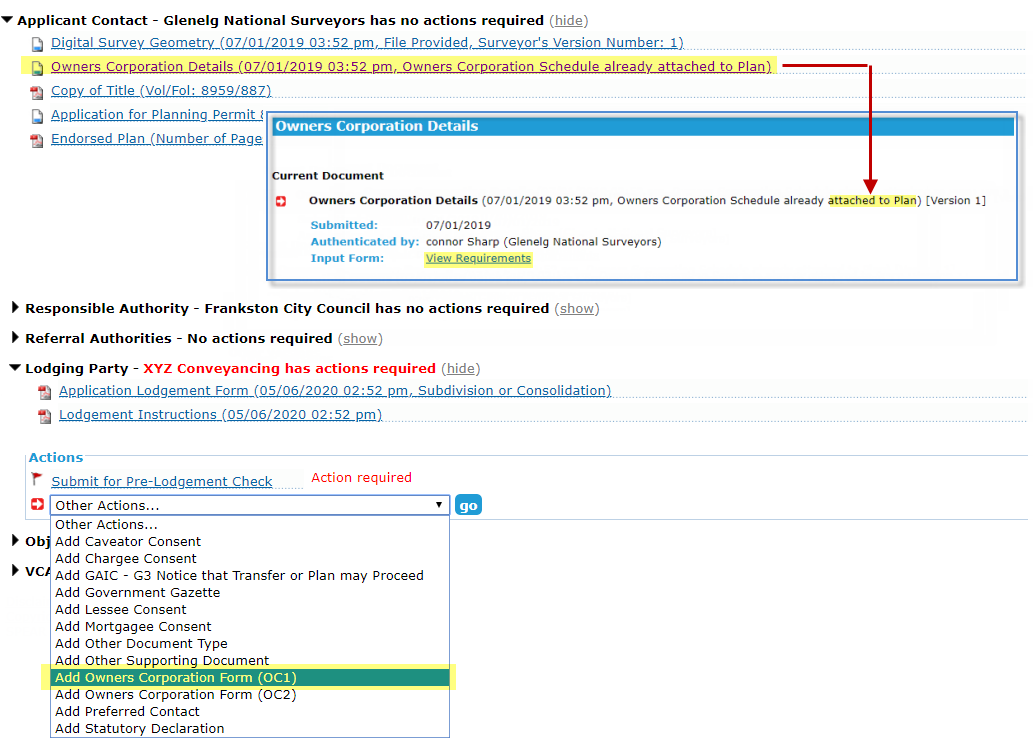 Applicant Contact - Glenelg National Surveyors has no actions required (hide)
Digital Survey Geometry (07/01/2019 03:52 pm, File Provided, Surveyor's Version Number: 1)
Owners Corporation Details (07/01/2019 03:52 pm, Owners Corporation Schedule already attached to Plan)
Copy of Title (Vol/Fol: 8959/887)
Application for Planning Permit
Endorsed Plan (Number of Page
Owners Corporation Details
Current Document
Owners Corporation Details (07/01/2019 03:52 pm, Owners Corporation Schedule already attached to Plan) [Version 1]
Submitted: 07/01/2019
Authenticated by: connor Sharp (Glenelg National Surveyors)
Input Form: View Requirements
Responsible Authority - Frankston City Council has no actions required (show)
Referral Authorities - No actions required (show)
Lodging Party - XYZ Conveyancing has actions required (hide)
Application Lodgement Form (05/06/2020 02:52 pm, Subdivision or Consolidation)
Lodgement Instructions (05/06/2020 02:52 pm)
Actions
Submit for Pre-Lodgement Check Action required
Other Actions... go
Other Actions...
Obj
Add Caveator Consent
Add Chargee Consent
VCA
Add GAIC - G3 Notice that Transfer or Plan may Proceed
Add Government Gazette
Add Lessee Consent
Add Mortgagee Consent
Add Other Document Type
Add Other Supporting Document
Add Owners Corporation Form (OC1)
Add Owners Corporation Form (OC2)
Add Preferred Contact
Add Statutory Declaration